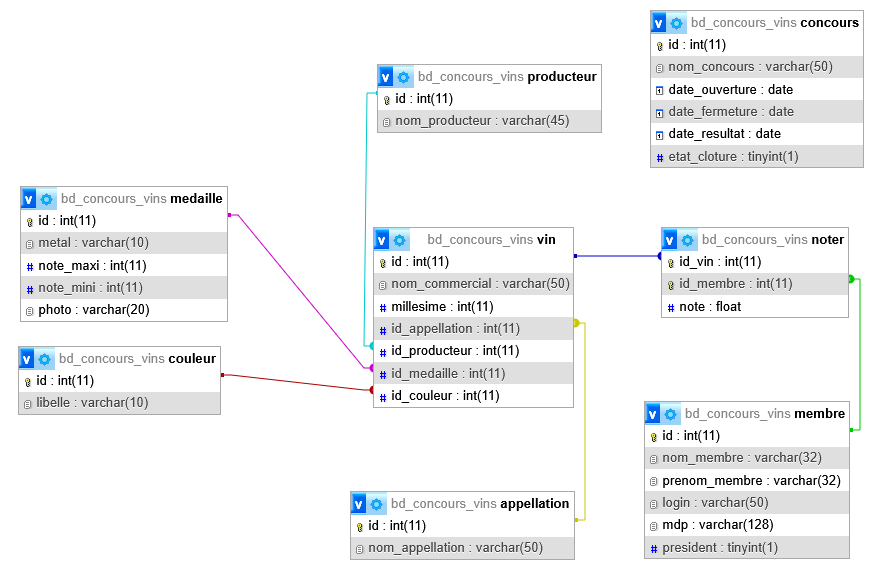 v bd_concours_vins concours
id : int(11)
nom_concours : varchar(50)
date_ouverture : date
date_fermeture : date
date_resultat : date
# etat_cloture : tinyint(1)
v bd_concours_vins producteur
id : int(11)
nom_producteur : varchar(45)
v bd_concours_vins medaille
id : int(11)
metal : varchar(10)
# note_maxi : int(11)
# note_mini : int(11)
photo : varchar(20)
v bd_concours_vins vin
id : int(11)
nom_commercial : varchar(50)
# millesime : int(11)
# id_appellation : int(11)
# id_producteur : int(11)
# id_medaille : int(11)
# id_couleur : int(11)
v bd_concours_vins noter
id_vin : int(11)
id_membre : int(11)
# note : float
v bd_concours_vins couleur
id : int(11)
libelle : varchar(10)
v bd_concours_vins membre
id : int(11)
nom_membre : varchar(32)
prenom_membre : varchar(32)
login : varchar(50)
mdp : varchar(128)
# president : tinyint(1)
v bd_concours_vins appellation
id : int(11)
nom_appellation : varchar(50)